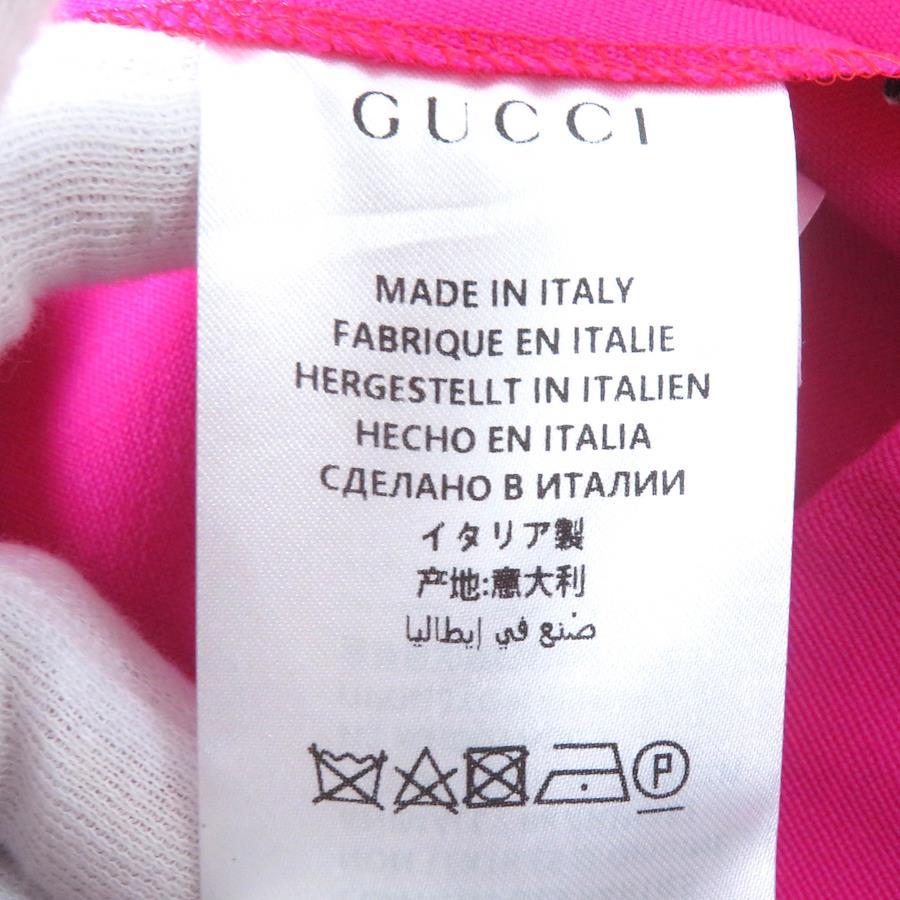 GUCCI
MADE IN ITALY
FABRIQUE EN ITALIE
HERGESTELLT IN ITALIEN
HECHO EN ITALIA
СДЕЛАНО В ИТАЛИИ
イタリア製
产地:意大利
صنع في إيطاليا
P